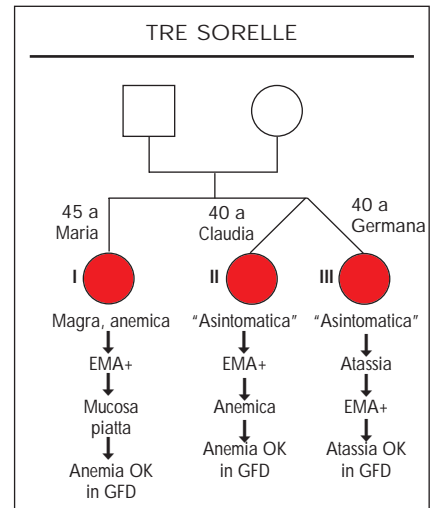 TRE SORELLE
45 a
Maria
40 a
Claudia
40 a
Germana
I
II
III
Magra, anemica
"Asintomatica"
"Asintomatica"
EMA+
EMA+
Atassia
Mucosa
piatta
Anemica
EMA+
Anemia OK
in GFD
Anemia OK
in GFD
Atassia OK
in GFD